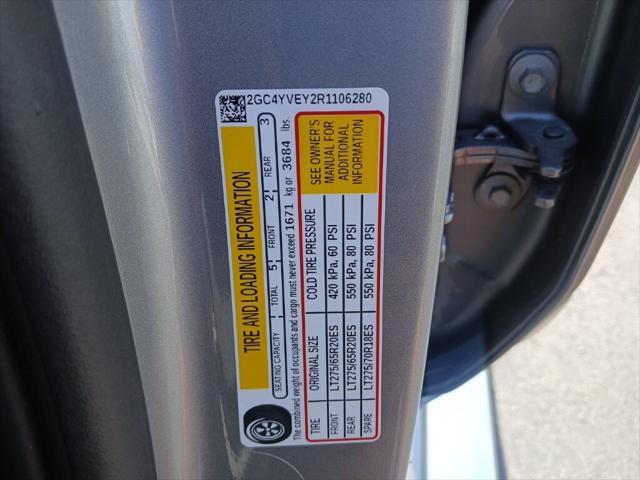 2GC4YVEY2R1106280
TIRE AND LOADING INFORMATION
SEATING CAPACITY TOTAL 5 FRONT 2 REAR 3
The combined weight of occupants and cargo must never exceed 1671 kg or 3684 lbs.
TIRE ORIGINAL SIZE COLD TIRE PRESSURE
FRONT LT275/65R20ES 420 kPa, 60 PSI
REAR LT275/65R20ES 550 kPa, 80 PSI
SPARE LT275/70R18ES 550 kPa, 80 PSI
SEE OWNER'S
MANUAL FOR
ADDITIONAL
INFORMATION